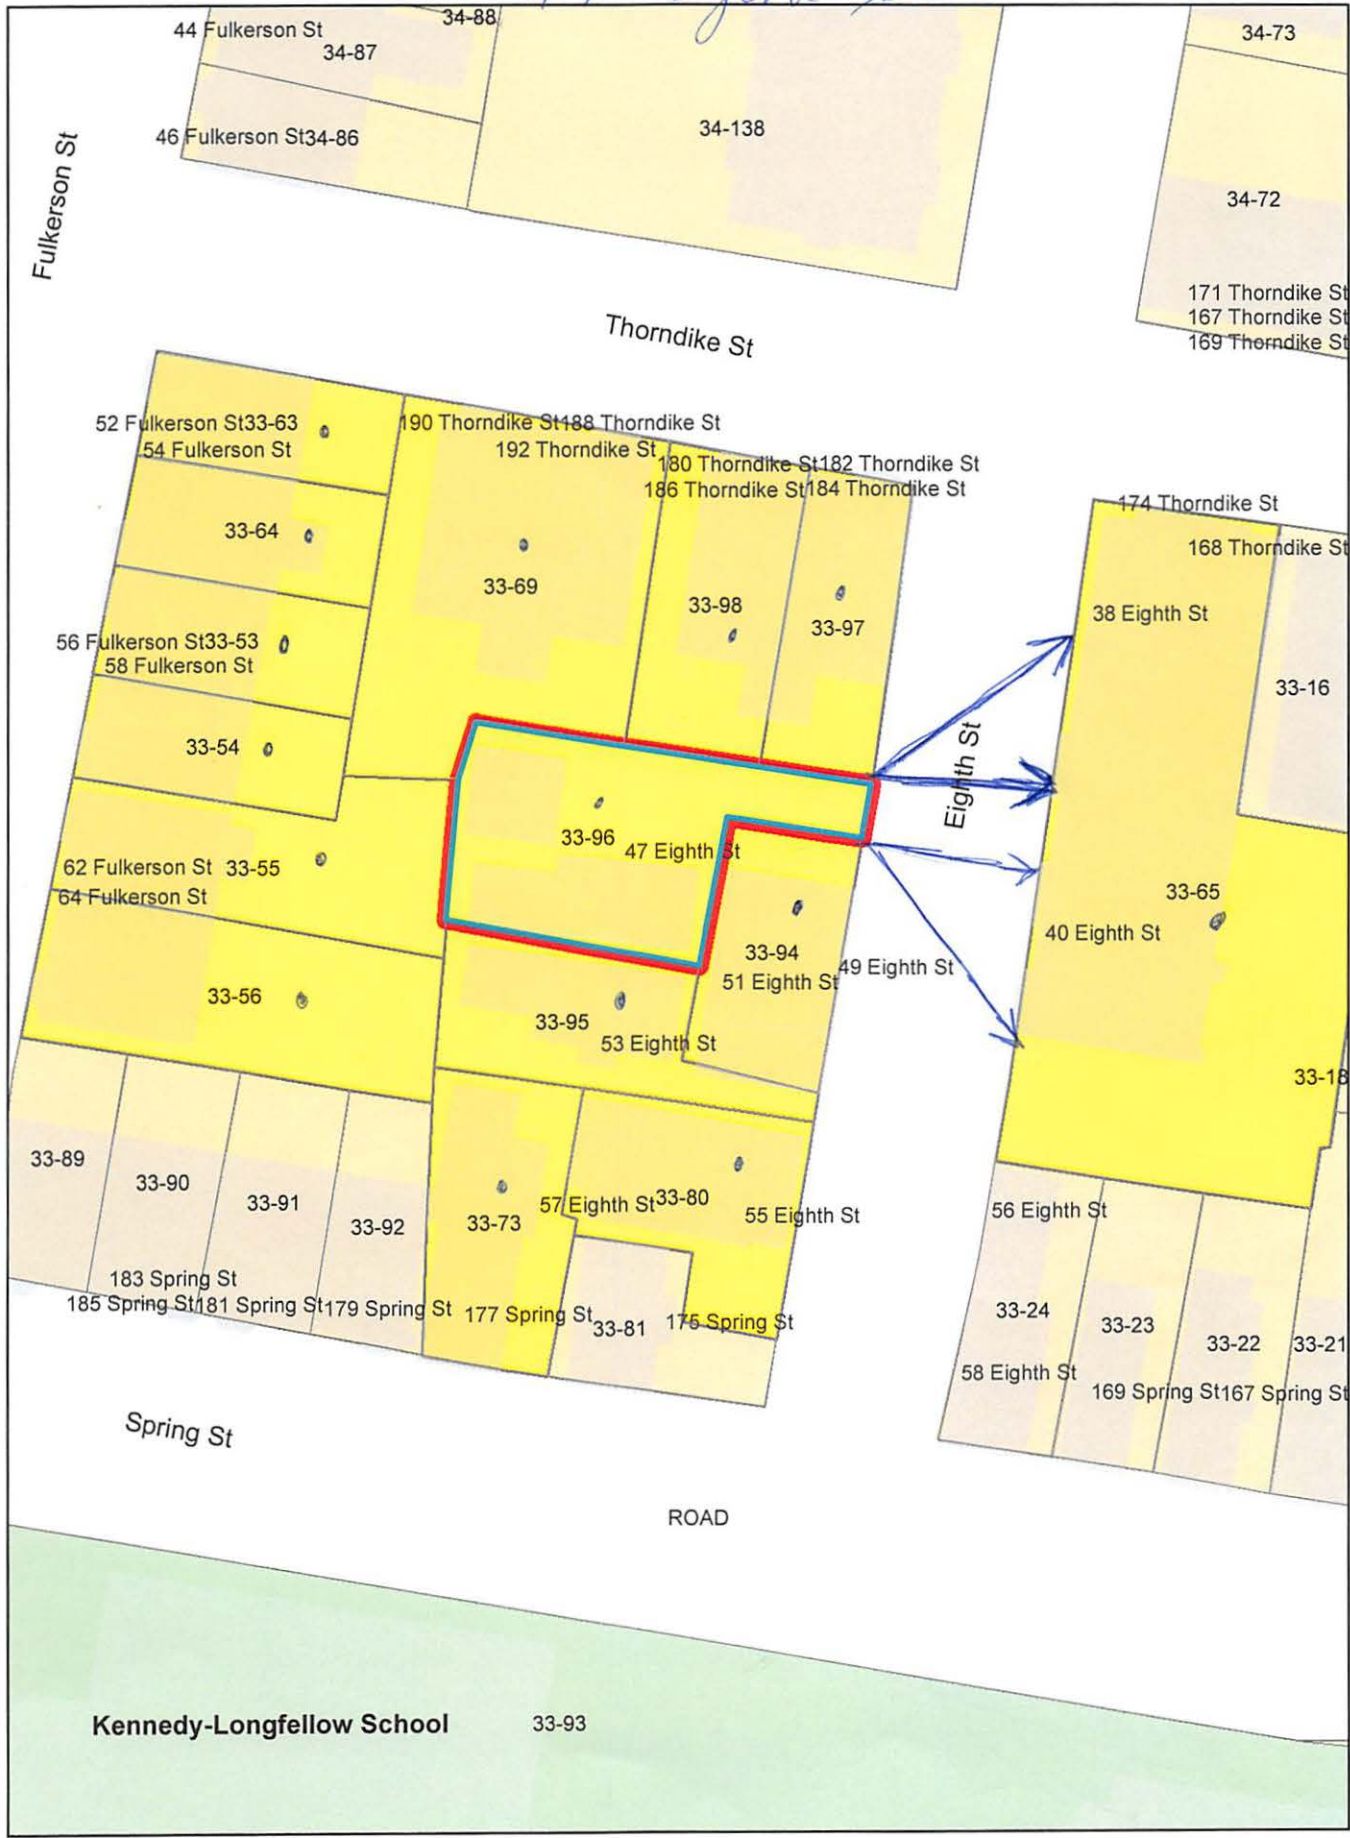 34-88
44 Fulkerson St
34-87
34-73
46 Fulkerson St34-86
34-138
Fulkerson St
34-72
171 Thorndike St
167 Thorndike St
169 Thorndike St
Thorndike St
52 Fulkerson St33-63
54 Fulkerson St
190 Thorndike St188 Thorndike St
192 Thorndike St
180 Thorndike St182 Thorndike St
186 Thorndike St184 Thorndike St
174 Thorndike St
168 Thorndike St
33-64
33-69
33-98
33-97
38 Eighth St
56 Fulkerson St33-53
58 Fulkerson St
33-16
33-54
Eighth St
33-96
47 Eighth St
62 Fulkerson St 33-55
64 Fulkerson St
33-65
40 Eighth St
33-94
51 Eighth St
49 Eighth St
33-56
33-95
53 Eighth St
33-18
33-89
33-90
33-91
33-92
33-73
57 Eighth St33-80
55 Eighth St
56 Eighth St
183 Spring St
185 Spring St181 Spring St179 Spring St
177 Spring St
33-81
175 Spring St
33-24
33-23
33-22
33-21
58 Eighth St
169 Spring St167 Spring St
Spring St
ROAD
Kennedy-Longfellow School
33-93